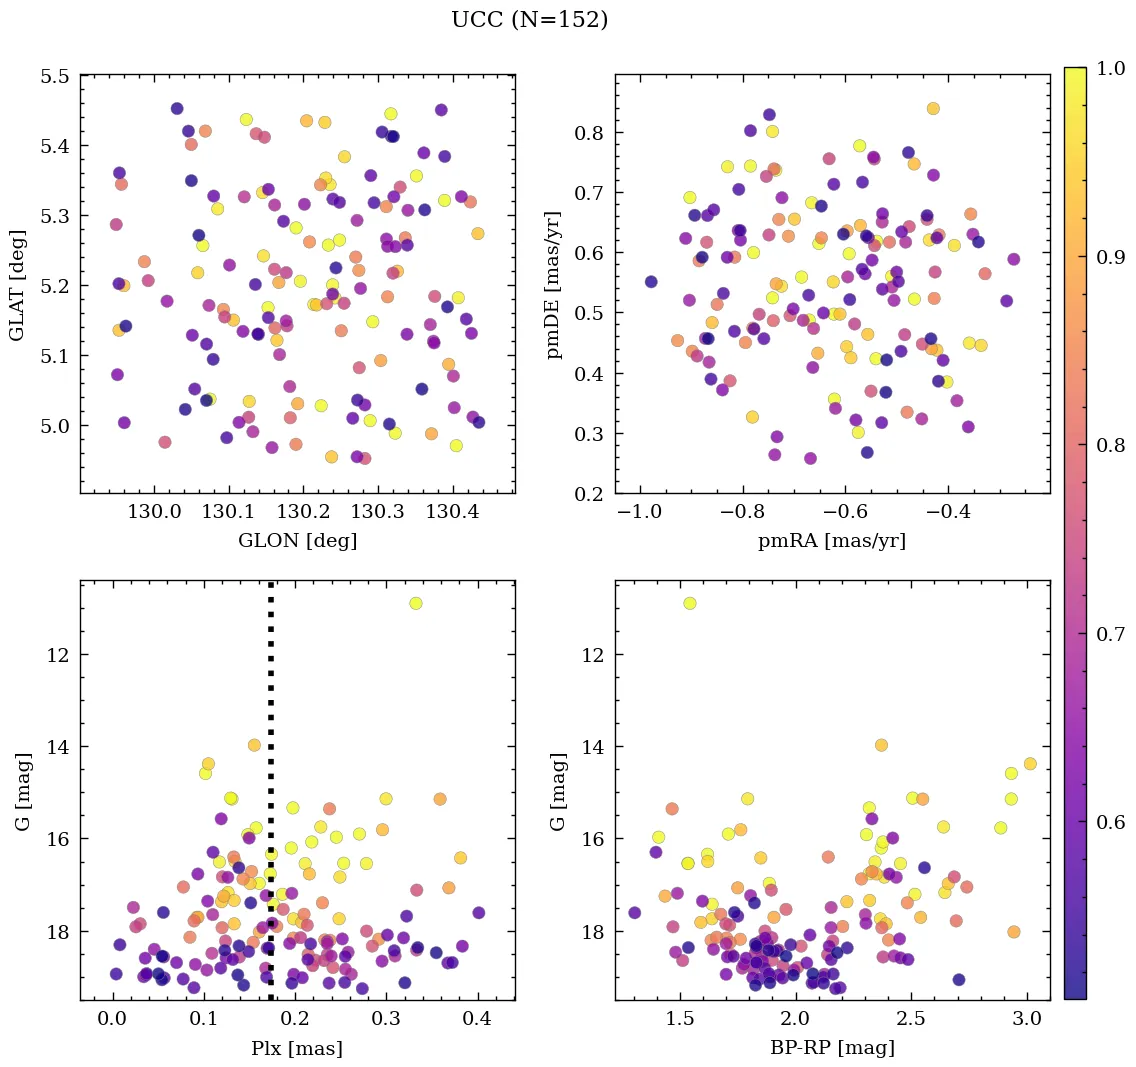 UCC (N=152)
5.5
5.4
5.3
5.2
5.1
5.0
GLAT [deg]
130.0 130.1 130.2 130.3 130.4
GLON [deg]
0.8
0.7
0.6
0.5
0.4
0.3
0.2
pmDE [mas/yr]
−1.0 −0.8 −0.6 −0.4
pmRA [mas/yr]
1.0
0.9
0.8
0.7
0.6
12
14
16
18
G [mag]
0.0 0.1 0.2 0.3 0.4
Plx [mas]
12
14
16
18
G [mag]
1.5 2.0 2.5 3.0
BP-RP [mag]